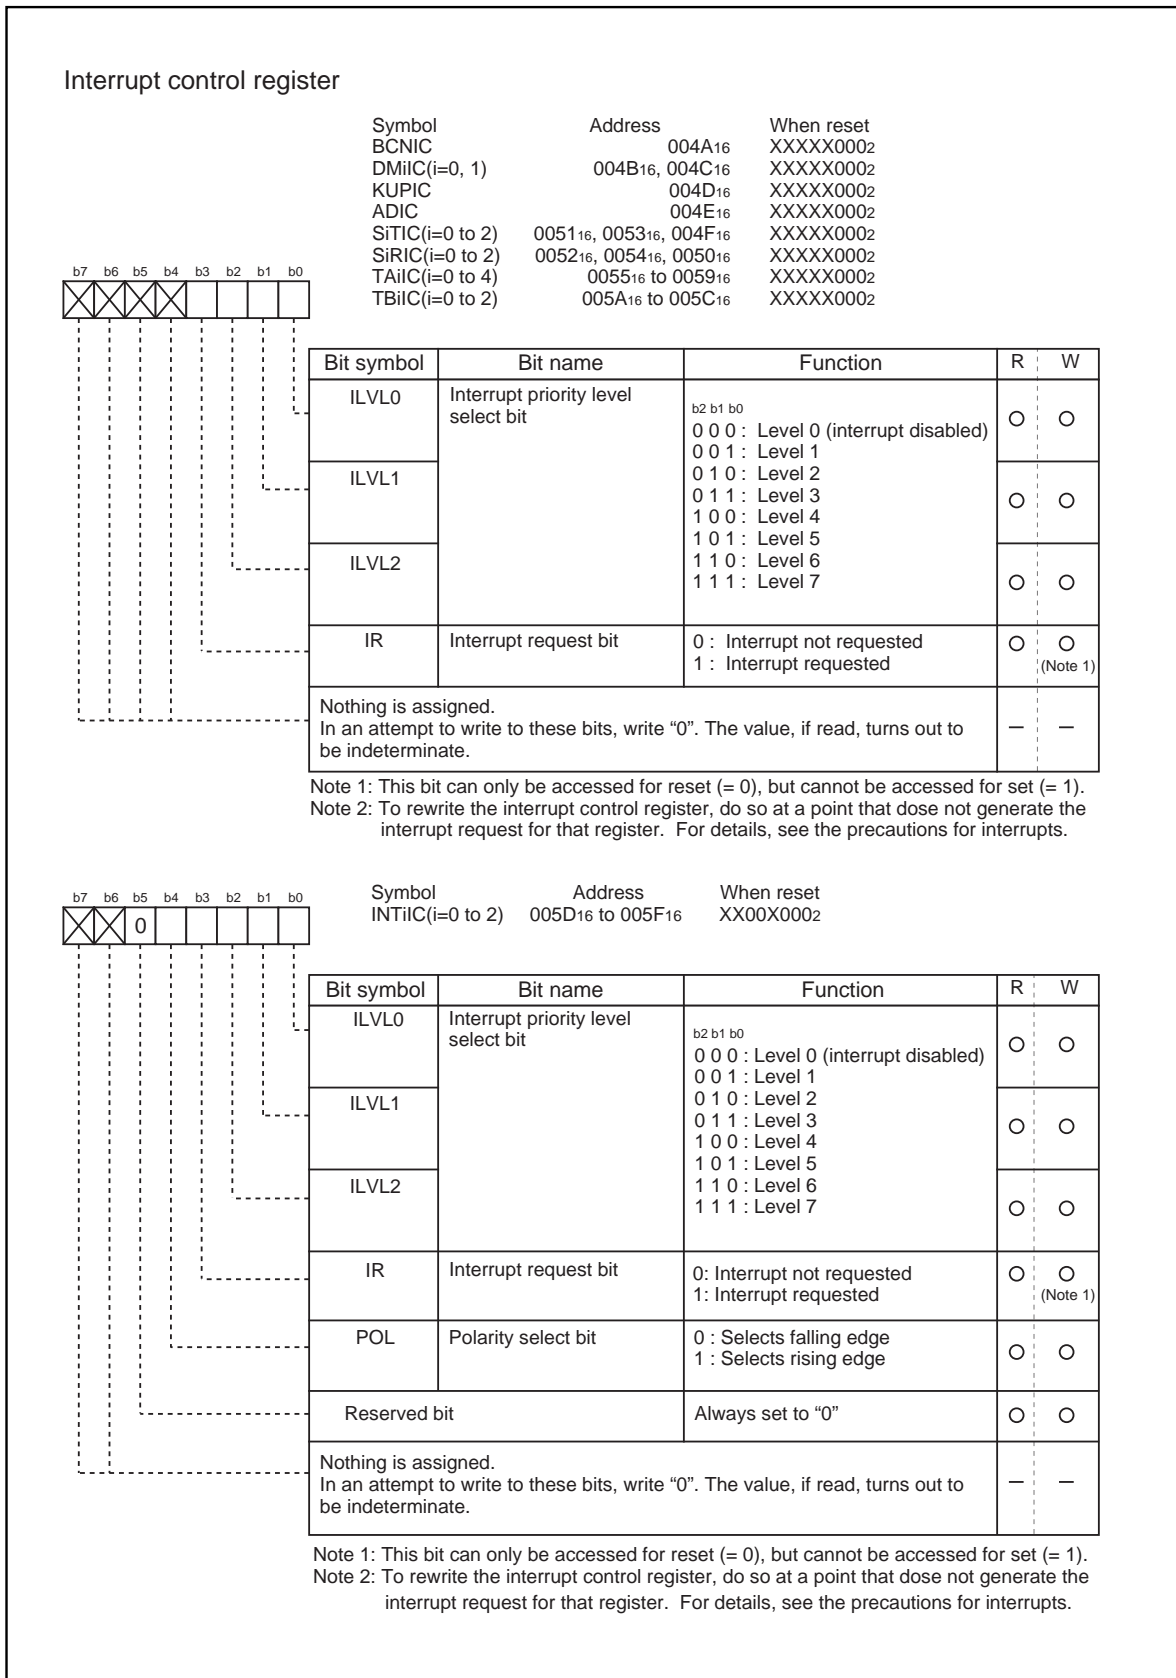 Interrupt control register
Symbol Address When reset
BCNIC 004A16 XXXXX0002
DMiIC(i=0, 1) 004B16, 004C16 XXXXX0002
KUPIC 004D16 XXXXX0002
ADIC 004E16 XXXXX0002
SiTIC(i=0 to 2) 005116, 005316, 004F16 XXXXX0002
SiRIC(i=0 to 2) 005216, 005416, 005016 XXXXX0002
TAiIC(i=0 to 4) 005516 to 005916 XXXXX0002
TBiIC(i=0 to 2) 005A16 to 005C16 XXXXX0002
b7 b6 b5 b4 b3 b2 b1 b0
Bit symbol Bit name Function R W
ILVL0 Interrupt priority level
select bit
b2 b1 b0
0 0 0 : Level 0 (interrupt disabled)
0 0 1 : Level 1
0 1 0 : Level 2
0 1 1 : Level 3
1 0 0 : Level 4
1 0 1 : Level 5
1 1 0 : Level 6
1 1 1 : Level 7
ILVL1
ILVL2
IR Interrupt request bit 0 : Interrupt not requested
1 : Interrupt requested
(Note 1)
Nothing is assigned.
In an attempt to write to these bits, write “0”. The value, if read, turns out to
be indeterminate.
– –
Note 1: This bit can only be accessed for reset (= 0), but cannot be accessed for set (= 1).
Note 2: To rewrite the interrupt control register, do so at a point that dose not generate the
interrupt request for that register. For details, see the precautions for interrupts.
Symbol Address When reset
INTiIC(i=0 to 2) 005D16 to 005F16 XX00X0002
b7 b6 b5 b4 b3 b2 b1 b0
0
Bit symbol Bit name Function R W
ILVL0 Interrupt priority level
select bit
b2 b1 b0
0 0 0 : Level 0 (interrupt disabled)
0 0 1 : Level 1
0 1 0 : Level 2
0 1 1 : Level 3
1 0 0 : Level 4
1 0 1 : Level 5
1 1 0 : Level 6
1 1 1 : Level 7
ILVL1
ILVL2
IR Interrupt request bit 0: Interrupt not requested
1: Interrupt requested
(Note 1)
POL Polarity select bit 0 : Selects falling edge
1 : Selects rising edge
Reserved bit Always set to “0”
Nothing is assigned.
In an attempt to write to these bits, write “0”. The value, if read, turns out to
be indeterminate.
– –
Note 1: This bit can only be accessed for reset (= 0), but cannot be accessed for set (= 1).
Note 2: To rewrite the interrupt control register, do so at a point that dose not generate the
interrupt request for that register. For details, see the precautions for interrupts.